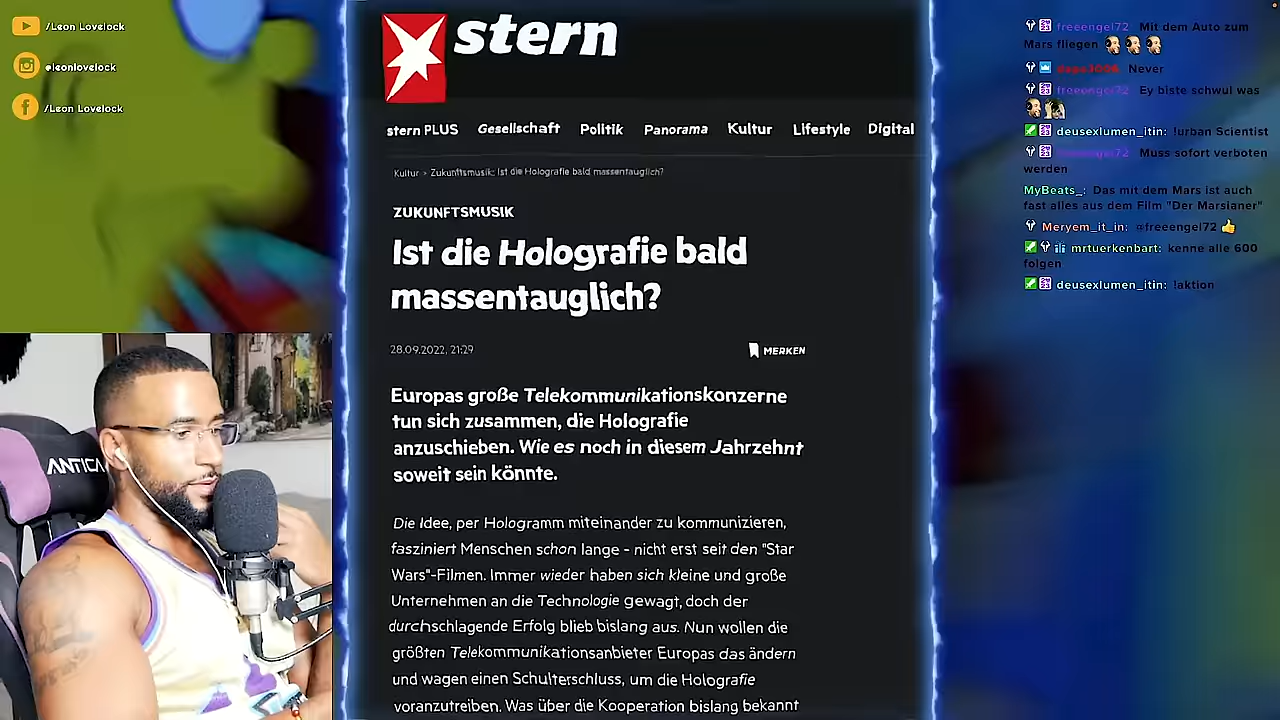 /Leon Lovelock
@leonlovelock
/Leon Lovelock
stern
stern PLUS Gesellschaft Politik Panorama Kultur Lifestyle Digital
Kultur > Zukunftsmusik: Ist die Holografie bald massentauglich?
ZUKUNFTSMUSIK
Ist die Holografie bald
massentauglich?
28.09.2022, 21:29
MERKEN
Europas große Telekommunikationskonzerne
tun sich zusammen, die Holografie
anzuschieben. Wie es noch in diesem Jahrzehnt
soweit sein könnte.
Die Idee, per Hologramm miteinander zu kommunizieren,
fasziniert Menschen schon lange - nicht erst seit den "Star
Wars"-Filmen. Immer wieder haben sich kleine und große
Unternehmen an die Technologie gewagt, doch der
durchschlagende Erfolg blieb bislang aus. Nun wollen die
größten Telekommunikationsanbieter Europas das ändern
und wagen einen Schulterschluss, um die Holografie
voranzutreiben. Was über die Kooperation bislang bekannt
ANTICA
freeengel72 Mit dem Auto zum
Mars fliegen
Never
freeengel72 Ey biste schwul was
deusexlumen_itin: !urban Scientist
freeengel72 Muss sofort verboten
werden
MyBeats_: Das mit dem Mars ist auch
fast alles aus dem Film "Der Marsianer"
Meryem_it_in: @freeengel72
mrtuerkenbart: kenne alle 600
folgen
deusexlumen_itin: !aktion